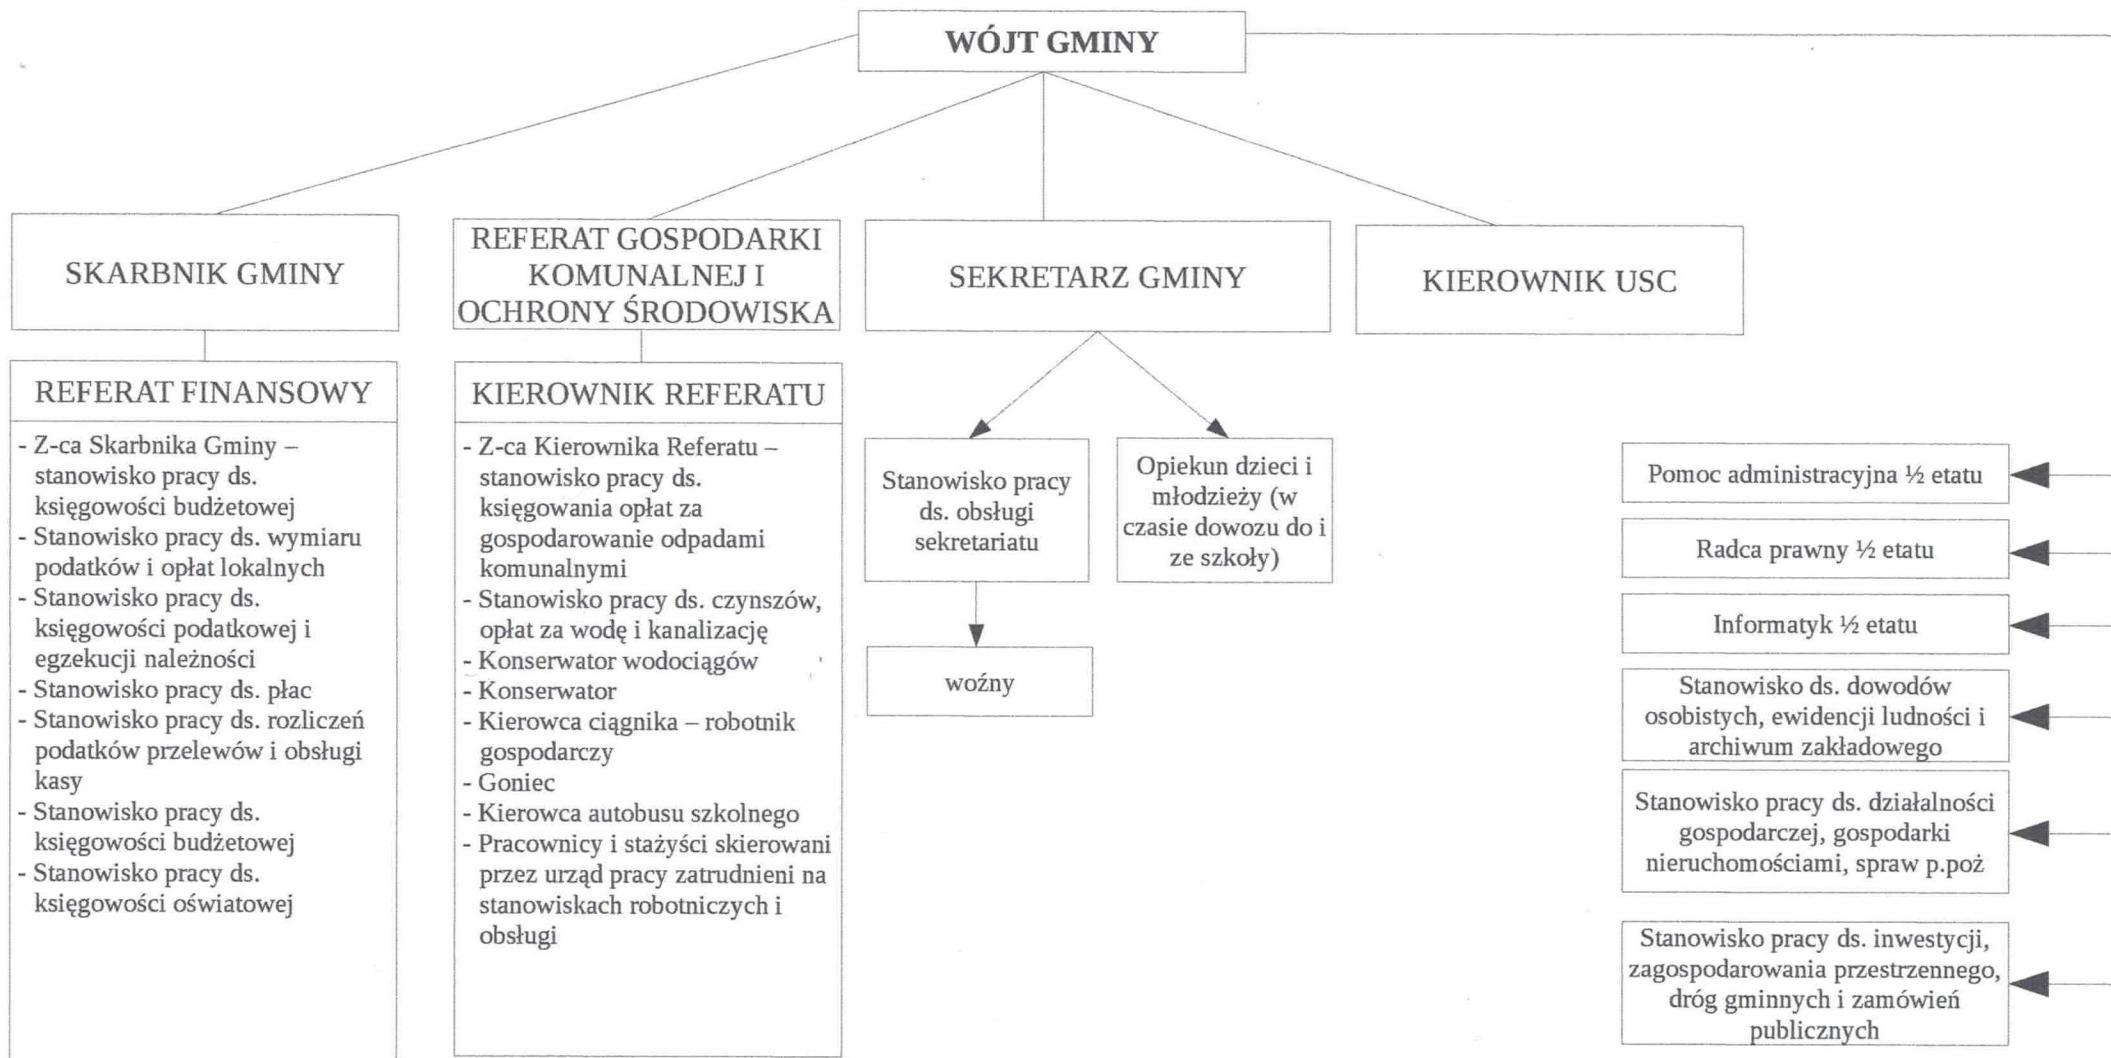 WÓJT GMINY
SKARBNIK GMINY
REFERAT GOSPODARKI
KOMUNALNEJ I
OCHRONY ŚRODOWISKA
SEKRETARZ GMINY
KIEROWNIK USC
REFERAT FINANSOWY
- Z-ca Skarbnika Gminy –
stanowisko pracy ds.
księgowości budżetowej
- Stanowisko pracy ds. wymiaru
podatków i opłat lokalnych
- Stanowisko pracy ds.
księgowości podatkowej i
egzekucji należności
- Stanowisko pracy ds. płac
- Stanowisko pracy ds. rozliczeń
podatków przelewów i obsługi
kasy
- Stanowisko pracy ds.
księgowości budżetowej
- Stanowisko pracy ds.
księgowości oświatowej
KIEROWNIK REFERATU
- Z-ca Kierownika Referatu –
stanowisko pracy ds.
księgowania opłat za
gospodarowanie odpadami
komunalnymi
- Stanowisko pracy ds. czynszów,
opłat za wodę i kanalizację
- Konserwator wodociągów
- Konserwator
- Kierowca ciągnika – robotnik
gospodarczy
- Goniec
- Kierowca autobusu szkolnego
- Pracownicy i stażyści skierowani
przez urząd pracy zatrudnieni na
stanowiskach robotniczych i
obsługi
Stanowisko pracy
ds. obsługi
sekretariatu
Opiekun dzieci i
młodzieży (w
czasie dowozu do i
ze szkoły)
woźny
Pomoc administracyjna ½ etatu
Radca prawny ½ etatu
Informatyk ½ etatu
Stanowisko ds. dowodów
osobistych, ewidencji ludności i
archiwum zakładowego
Stanowisko pracy ds. działalności
gospodarczej, gospodarki
nieruchomościami, spraw p.poż
Stanowisko pracy ds. inwestycji,
zagospodarowania przestrzennego,
dróg gminnych i zamówień
publicznych